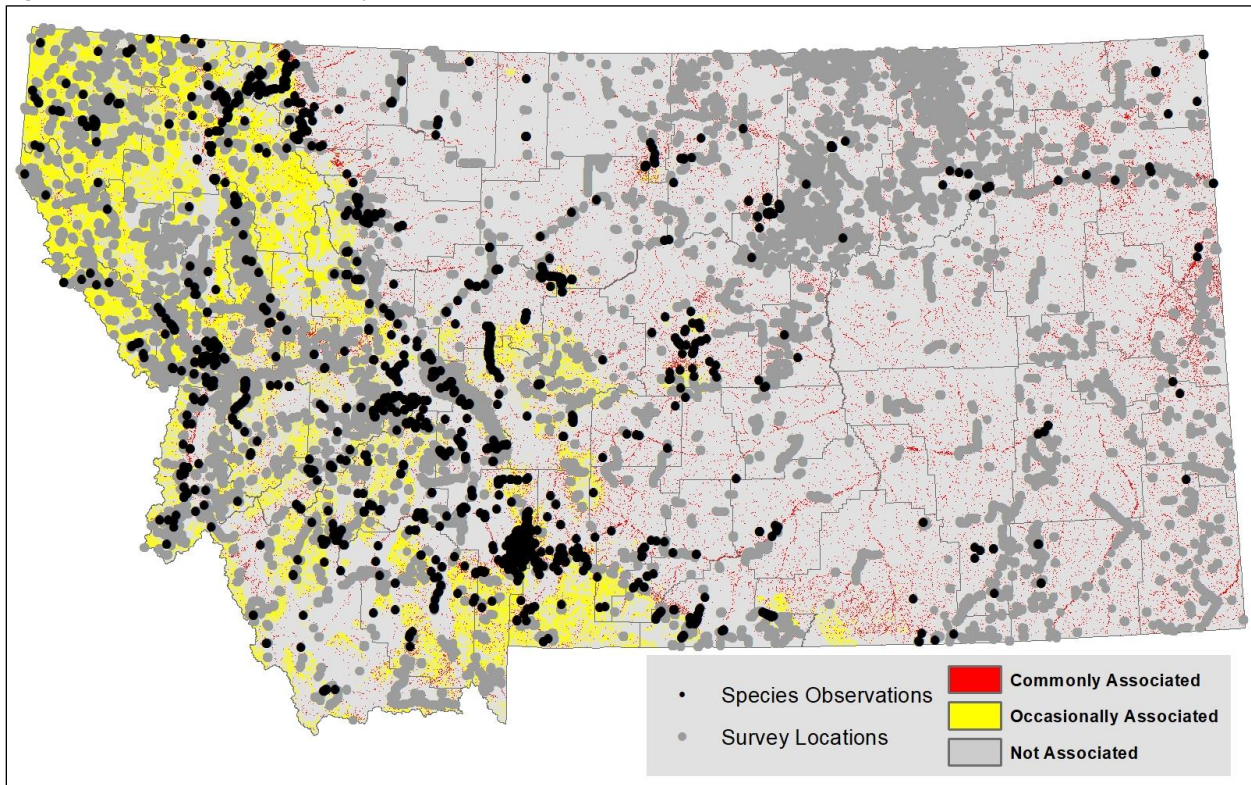 Species Observations
Survey Locations
Commonly Associated
Occasionally Associated
Not Associated